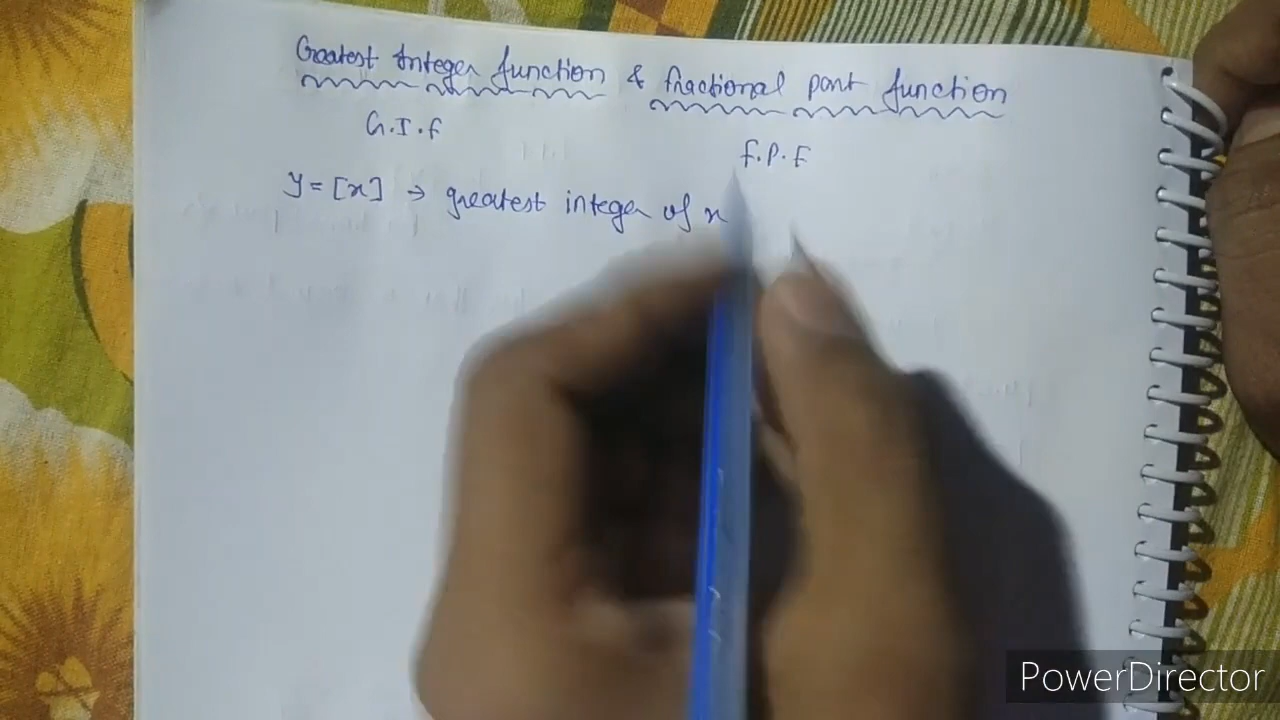 Greatest Integer function & fractional part function
G.I.F
F.P.F
y = [x] → greatest integer of x
PowerDirector